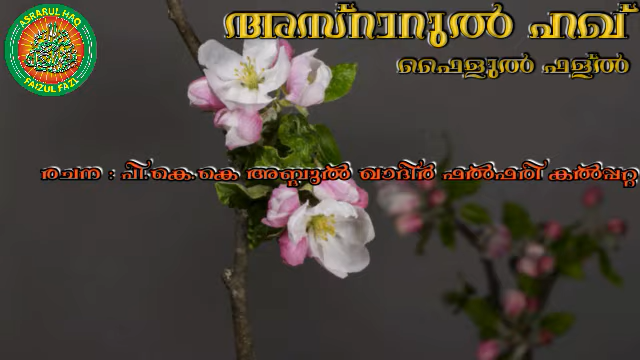 ASRARUL HAQ
FAIZUL FAZL
അസ്റാറുൽ ഹഖ്
ഫൈളുൽ ഫള്ൽ
രചന : പി.കെ.കെ അബ്ദുൽ ഖാദിർ ഫൽഫരി കൽപ്പറ്റ